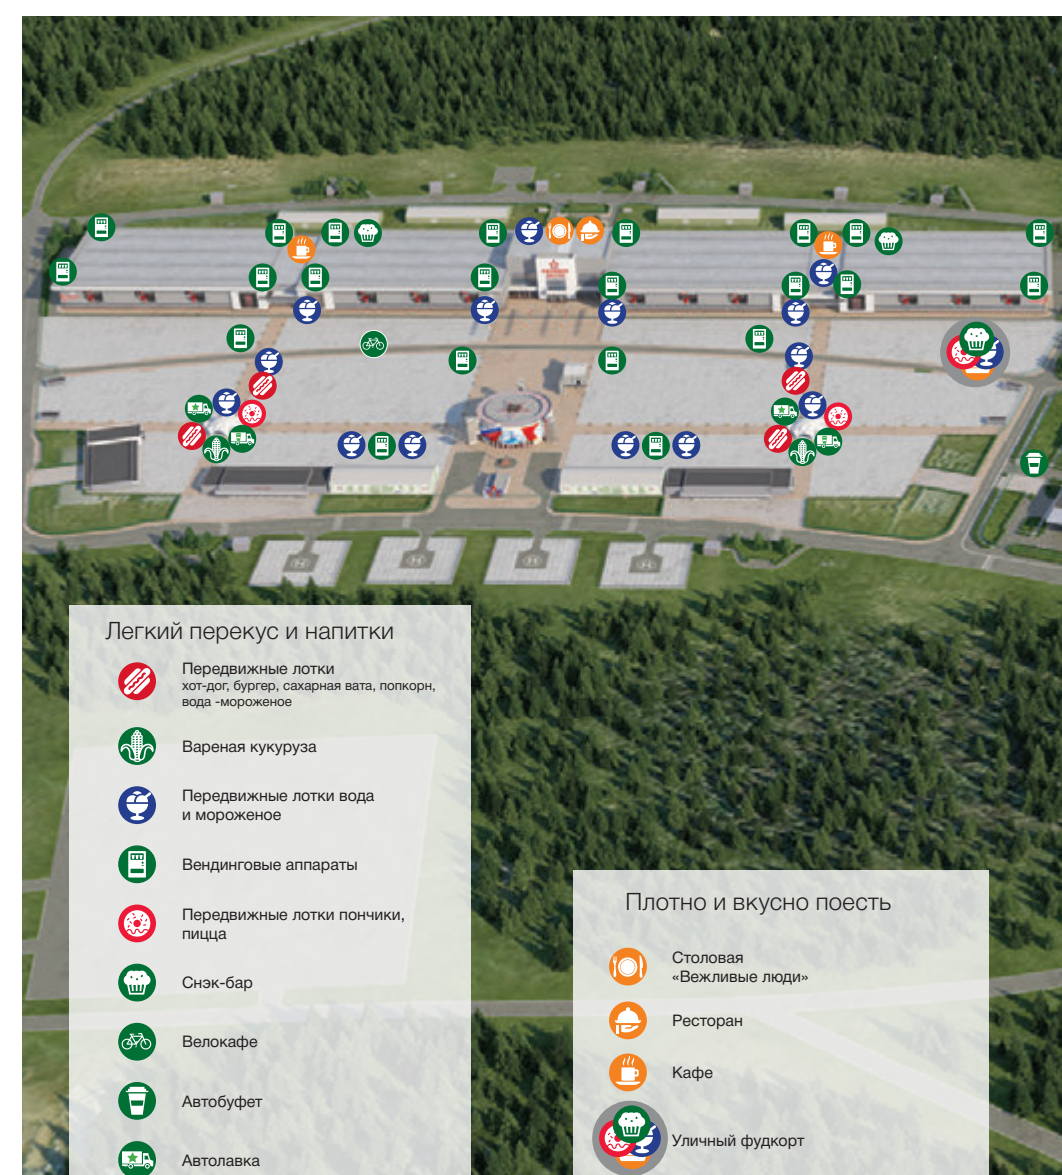 Легкий перекус и напитки
Передвижные лотки
хот-дог, бургер, сахарная вата, попкорн,
вода -мороженое
Вареная кукуруза
Передвижные лотки вода
и мороженое
Вендинговые аппараты
Передвижные лотки пончики,
пицца
Снэк-бар
Велокафе
Автобуфет
Автолавка
Плотно и вкусно поесть
Столовая
«Вежливые люди»
Ресторан
Кафе
Уличный фудкорт